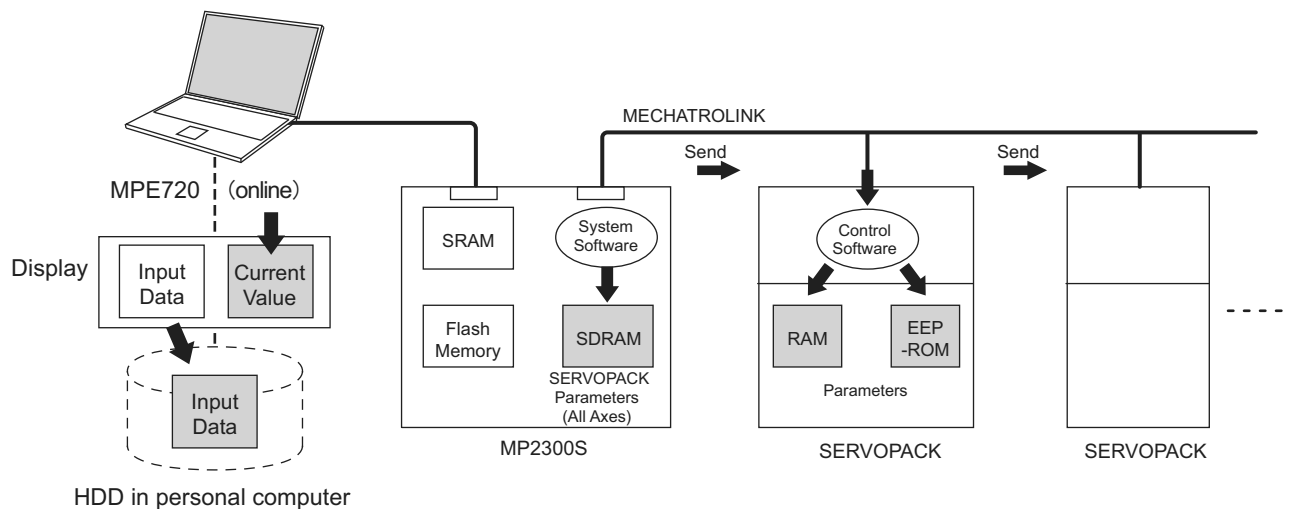 MECHATROLINK
Send
Send
MPE720 (online)
Display
Input
Data
Current
Value
Input
Data
HDD in personal computer
SRAM
System
Software
Flash
Memory
SDRAM
SERVOPACK
Parameters
(All Axes)
MP2300S
Control
Software
RAM
EEP
-ROM
Parameters
SERVOPACK
SERVOPACK